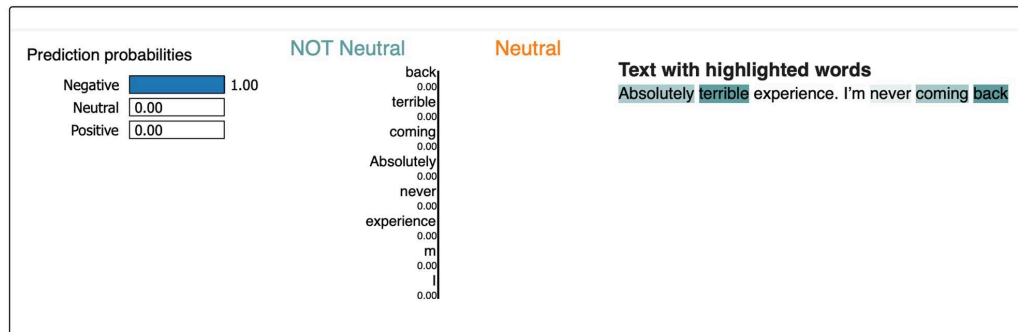 Prediction probabilities
Negative 1.00
Neutral 0.00
Positive 0.00
NOT Neutral Neutral
back
0.00
terrible
0.00
coming
0.00
Absolutely
0.00
never
0.00
experience
0.00
m
0.00
I
0.00
Text with highlighted words
Absolutely terrible experience. I’m never coming back